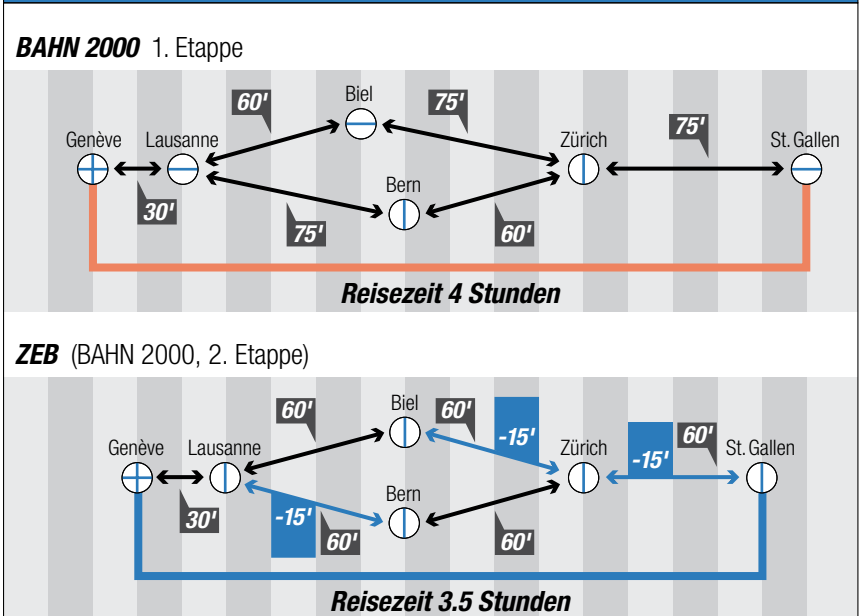 BAHN 2000 1. Etappe
60'
Biel
75'
75'
Genève
Lausanne
Zürich
St. Gallen
30'
Bern
75'
60'
Reisezeit 4 Stunden
ZEB (BAHN 2000, 2. Etappe)
60'
Biel
60'
-15'
Genève
Lausanne
Zürich
-15'
60'
St. Gallen
30'
-15'
60'
Bern
60'
Reisezeit 3.5 Stunden